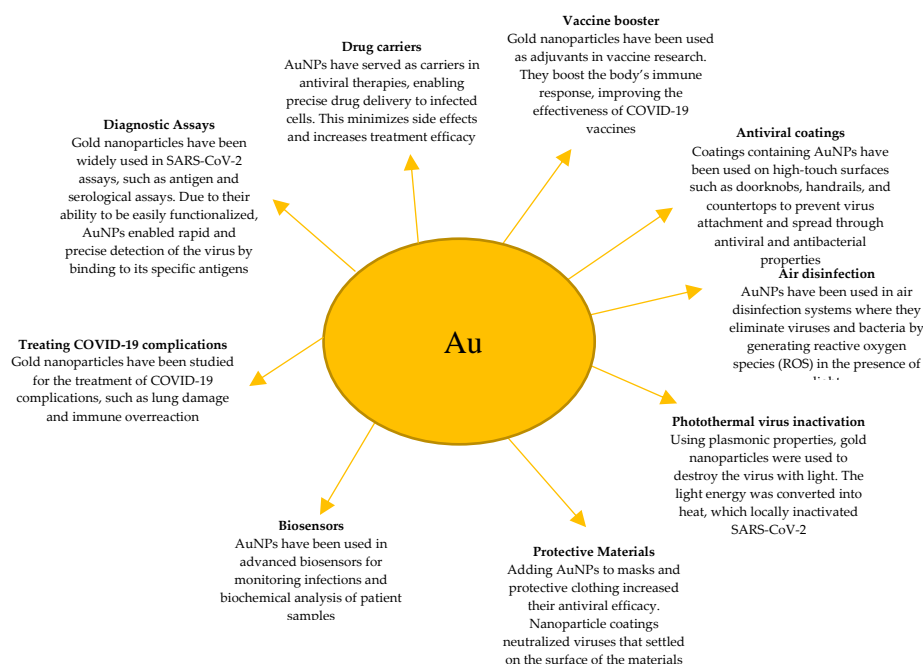 Vaccine booster
Gold nanoparticles have been used
as adjuvants in vaccine research.
They boost the body's immune
response, improving the
effectiveness of COVID-19
vaccines
Drug carriers
AuNPs have served as carriers in
antiviral therapies, enabling
precise drug delivery to infected
cells. This minimizes side effects
and increases treatment efficacy
Diagnostic Assays
Gold nanoparticles have been
widely used in SARS-CoV-2
assays, such as antigen and
serological assays. Due to their
ability to be easily functionalized,
AuNPs enabled rapid and
precise detection of the virus by
binding to its specific antigens
Antiviral coatings
Coatings containing AuNPs have
been used on high-touch surfaces
such as doorknobs, handrails, and
countertops to prevent virus
attachment and spread through
antiviral and antibacterial
properties
Air disinfection
AuNPs have been used in air
disinfection systems where they
eliminate viruses and bacteria by
generating reactive oxygen
species (ROS) in the presence of
Au
Treating COVID-19 complications
Gold nanoparticles have been studied
for the treatment of COVID-19
complications, such as lung damage
and immune overreaction
Photothermal virus inactivation
Using plasmonic properties, gold
nanoparticles were used to
destroy the virus with light. The
light energy was converted into
heat, which locally inactivated
SARS-CoV-2
Biosensors
AuNPs have been used in
advanced biosensors for
monitoring infections and
biochemical analysis of patient
samples
Protective Materials
Adding AuNPs to masks and
protective clothing increased
their antiviral efficacy.
Nanoparticle coatings
neutralized viruses that settled
on the surface of the materials